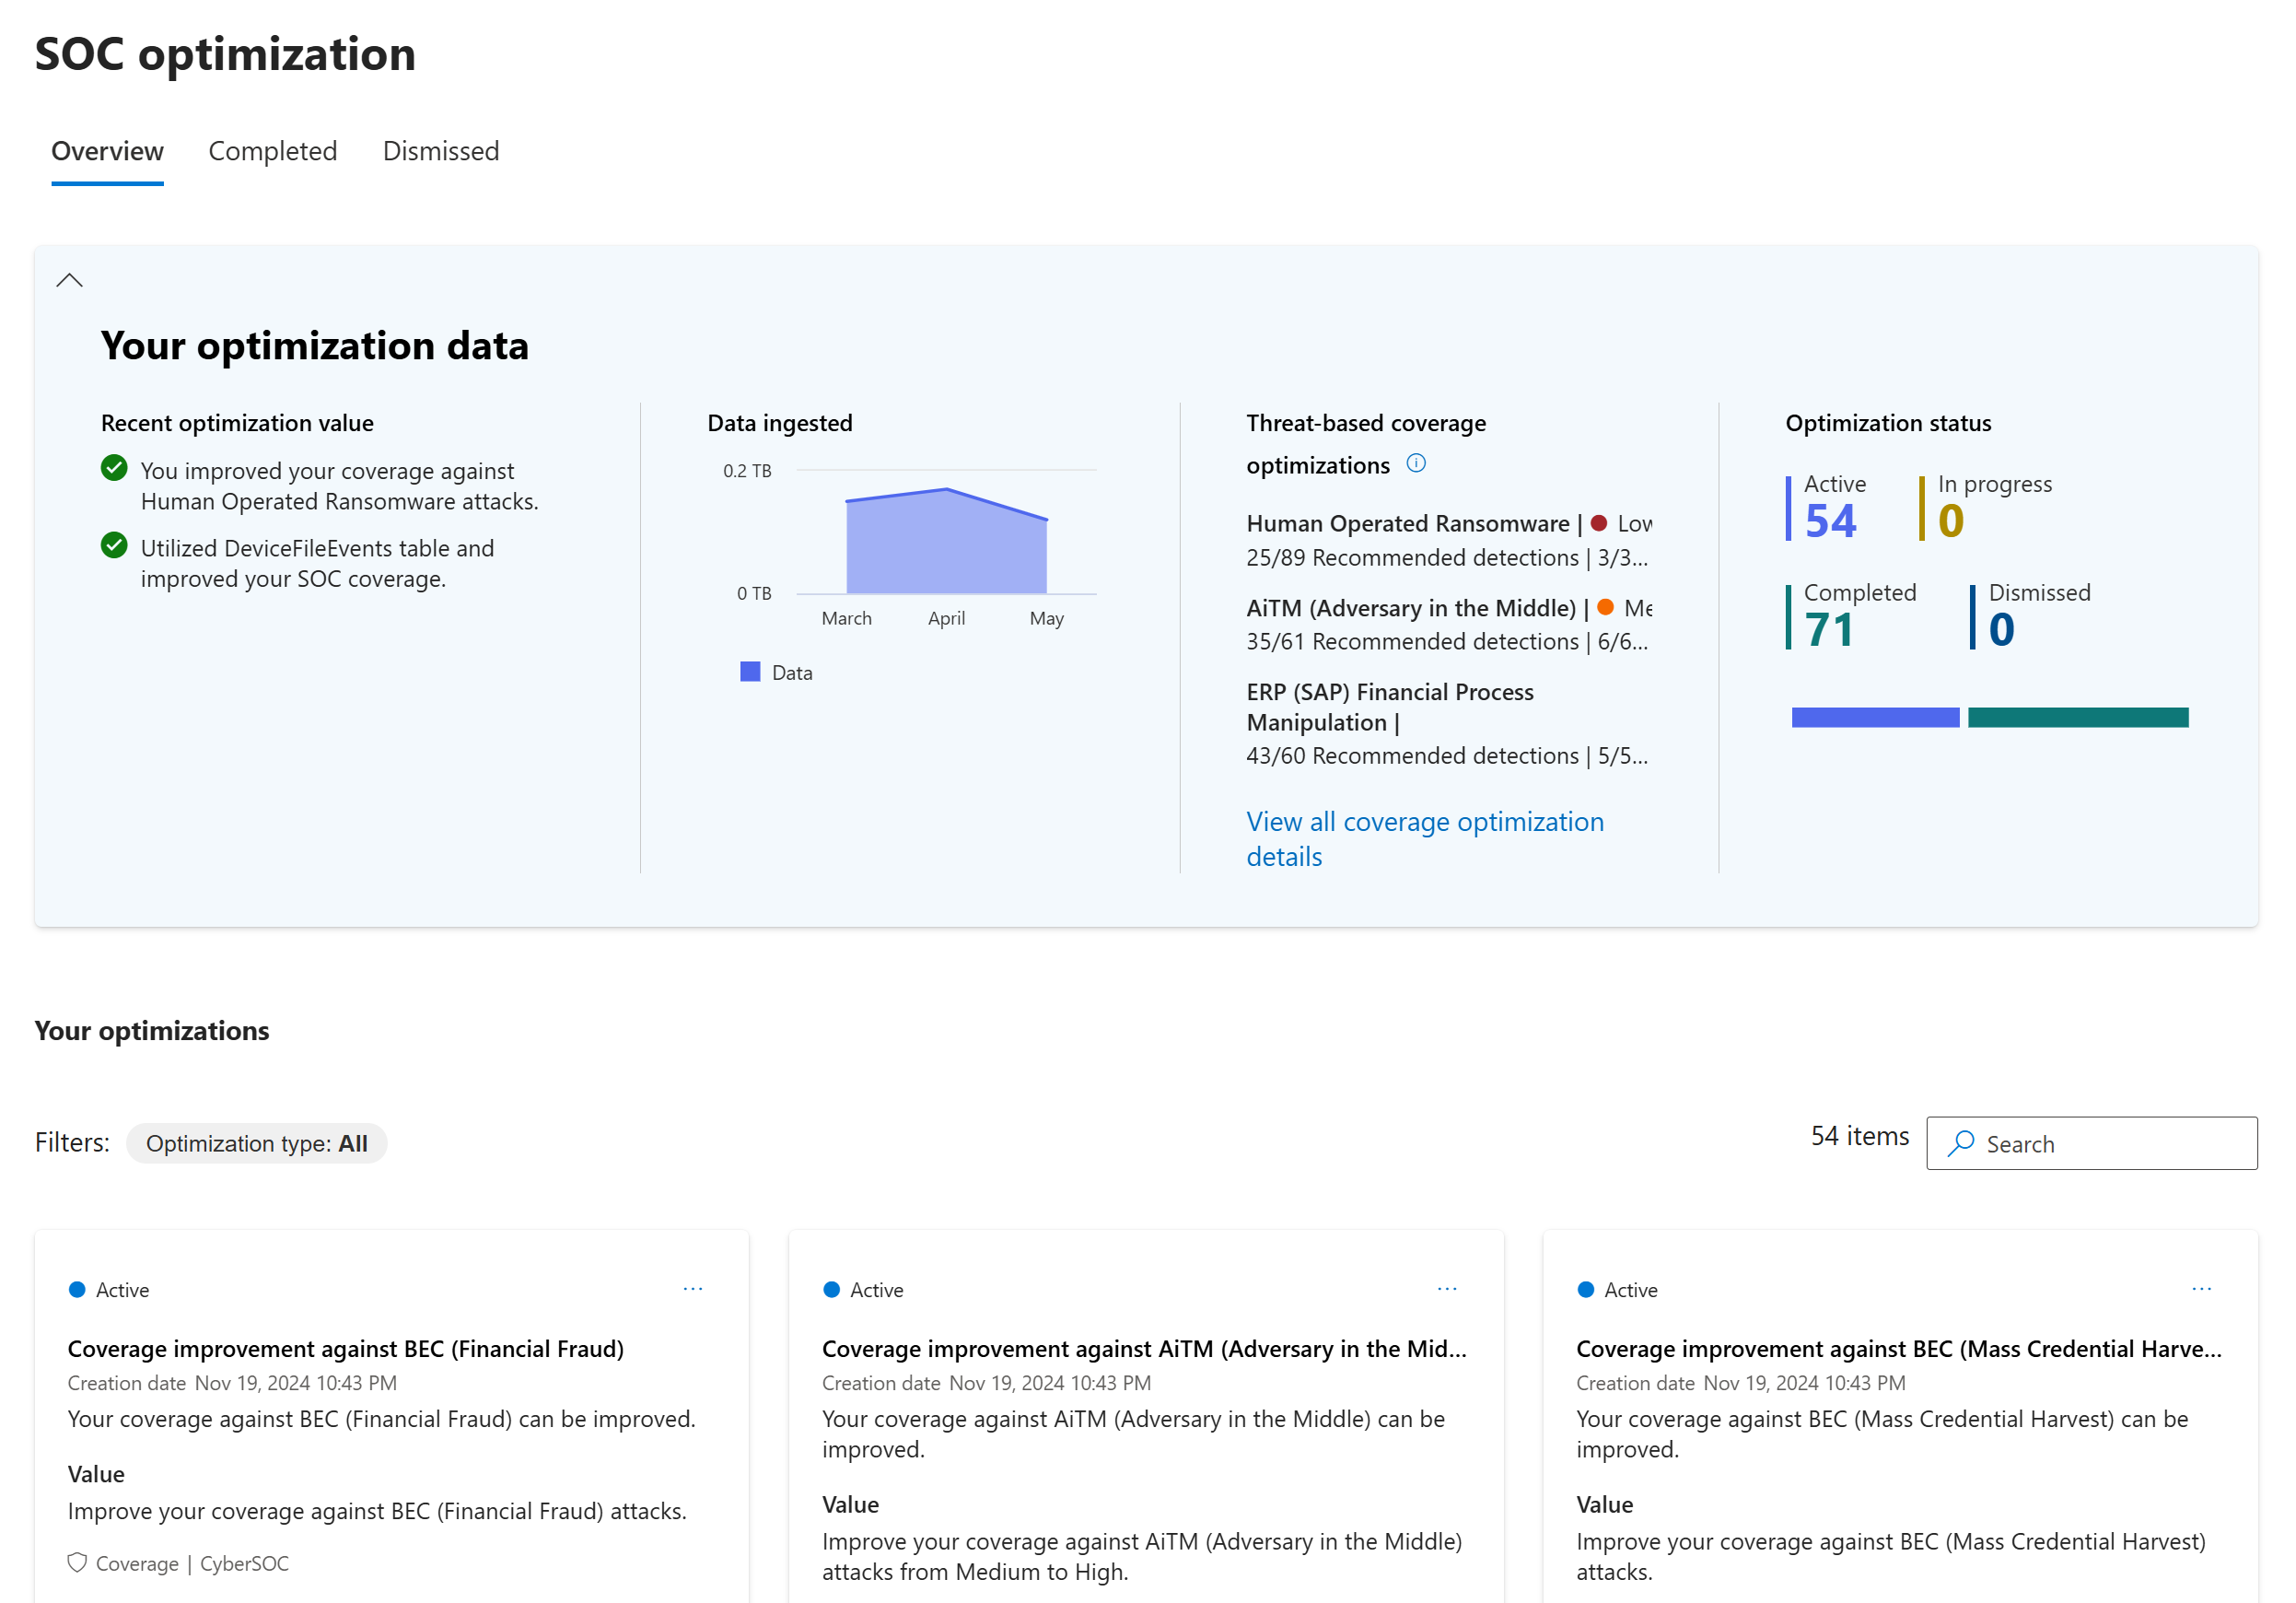 SOC optimization
Overview
Completed
Dismissed
Your optimization data
Recent optimization value
You improved your coverage against
Human Operated Ransomware attacks.
Utilized DeviceFileEvents table and
improved your SOC coverage.
Data ingested
0.2 TB
0 TB
March
April
May
Data
Threat-based coverage
optimizations
Human Operated Ransomware | Low
25/89 Recommended detections | 3/3...
AiTM (Adversary in the Middle) | Me
35/61 Recommended detections | 6/6...
ERP (SAP) Financial Process
Manipulation |
43/60 Recommended detections | 5/5...
View all coverage optimization
details
Optimization status
Active
54
In progress
0
Completed
71
Dismissed
0
Your optimizations
Filters:
Optimization type: All
54 items
Search
Active
...
Coverage improvement against BEC (Financial Fraud)
Creation date Nov 19, 2024 10:43 PM
Your coverage against BEC (Financial Fraud) can be improved.
Value
Improve your coverage against BEC (Financial Fraud) attacks.
Coverage | CyberSOC
Active
...
Coverage improvement against AiTM (Adversary in the Mid...
Creation date Nov 19, 2024 10:43 PM
Your coverage against AiTM (Adversary in the Middle) can be
improved.
Value
Improve your coverage against AiTM (Adversary in the Middle)
attacks from Medium to High.
Active
...
Coverage improvement against BEC (Mass Credential Harve...
Creation date Nov 19, 2024 10:43 PM
Your coverage against BEC (Mass Credential Harvest) can be
improved.
Value
Improve your coverage against BEC (Mass Credential Harvest)
attacks.